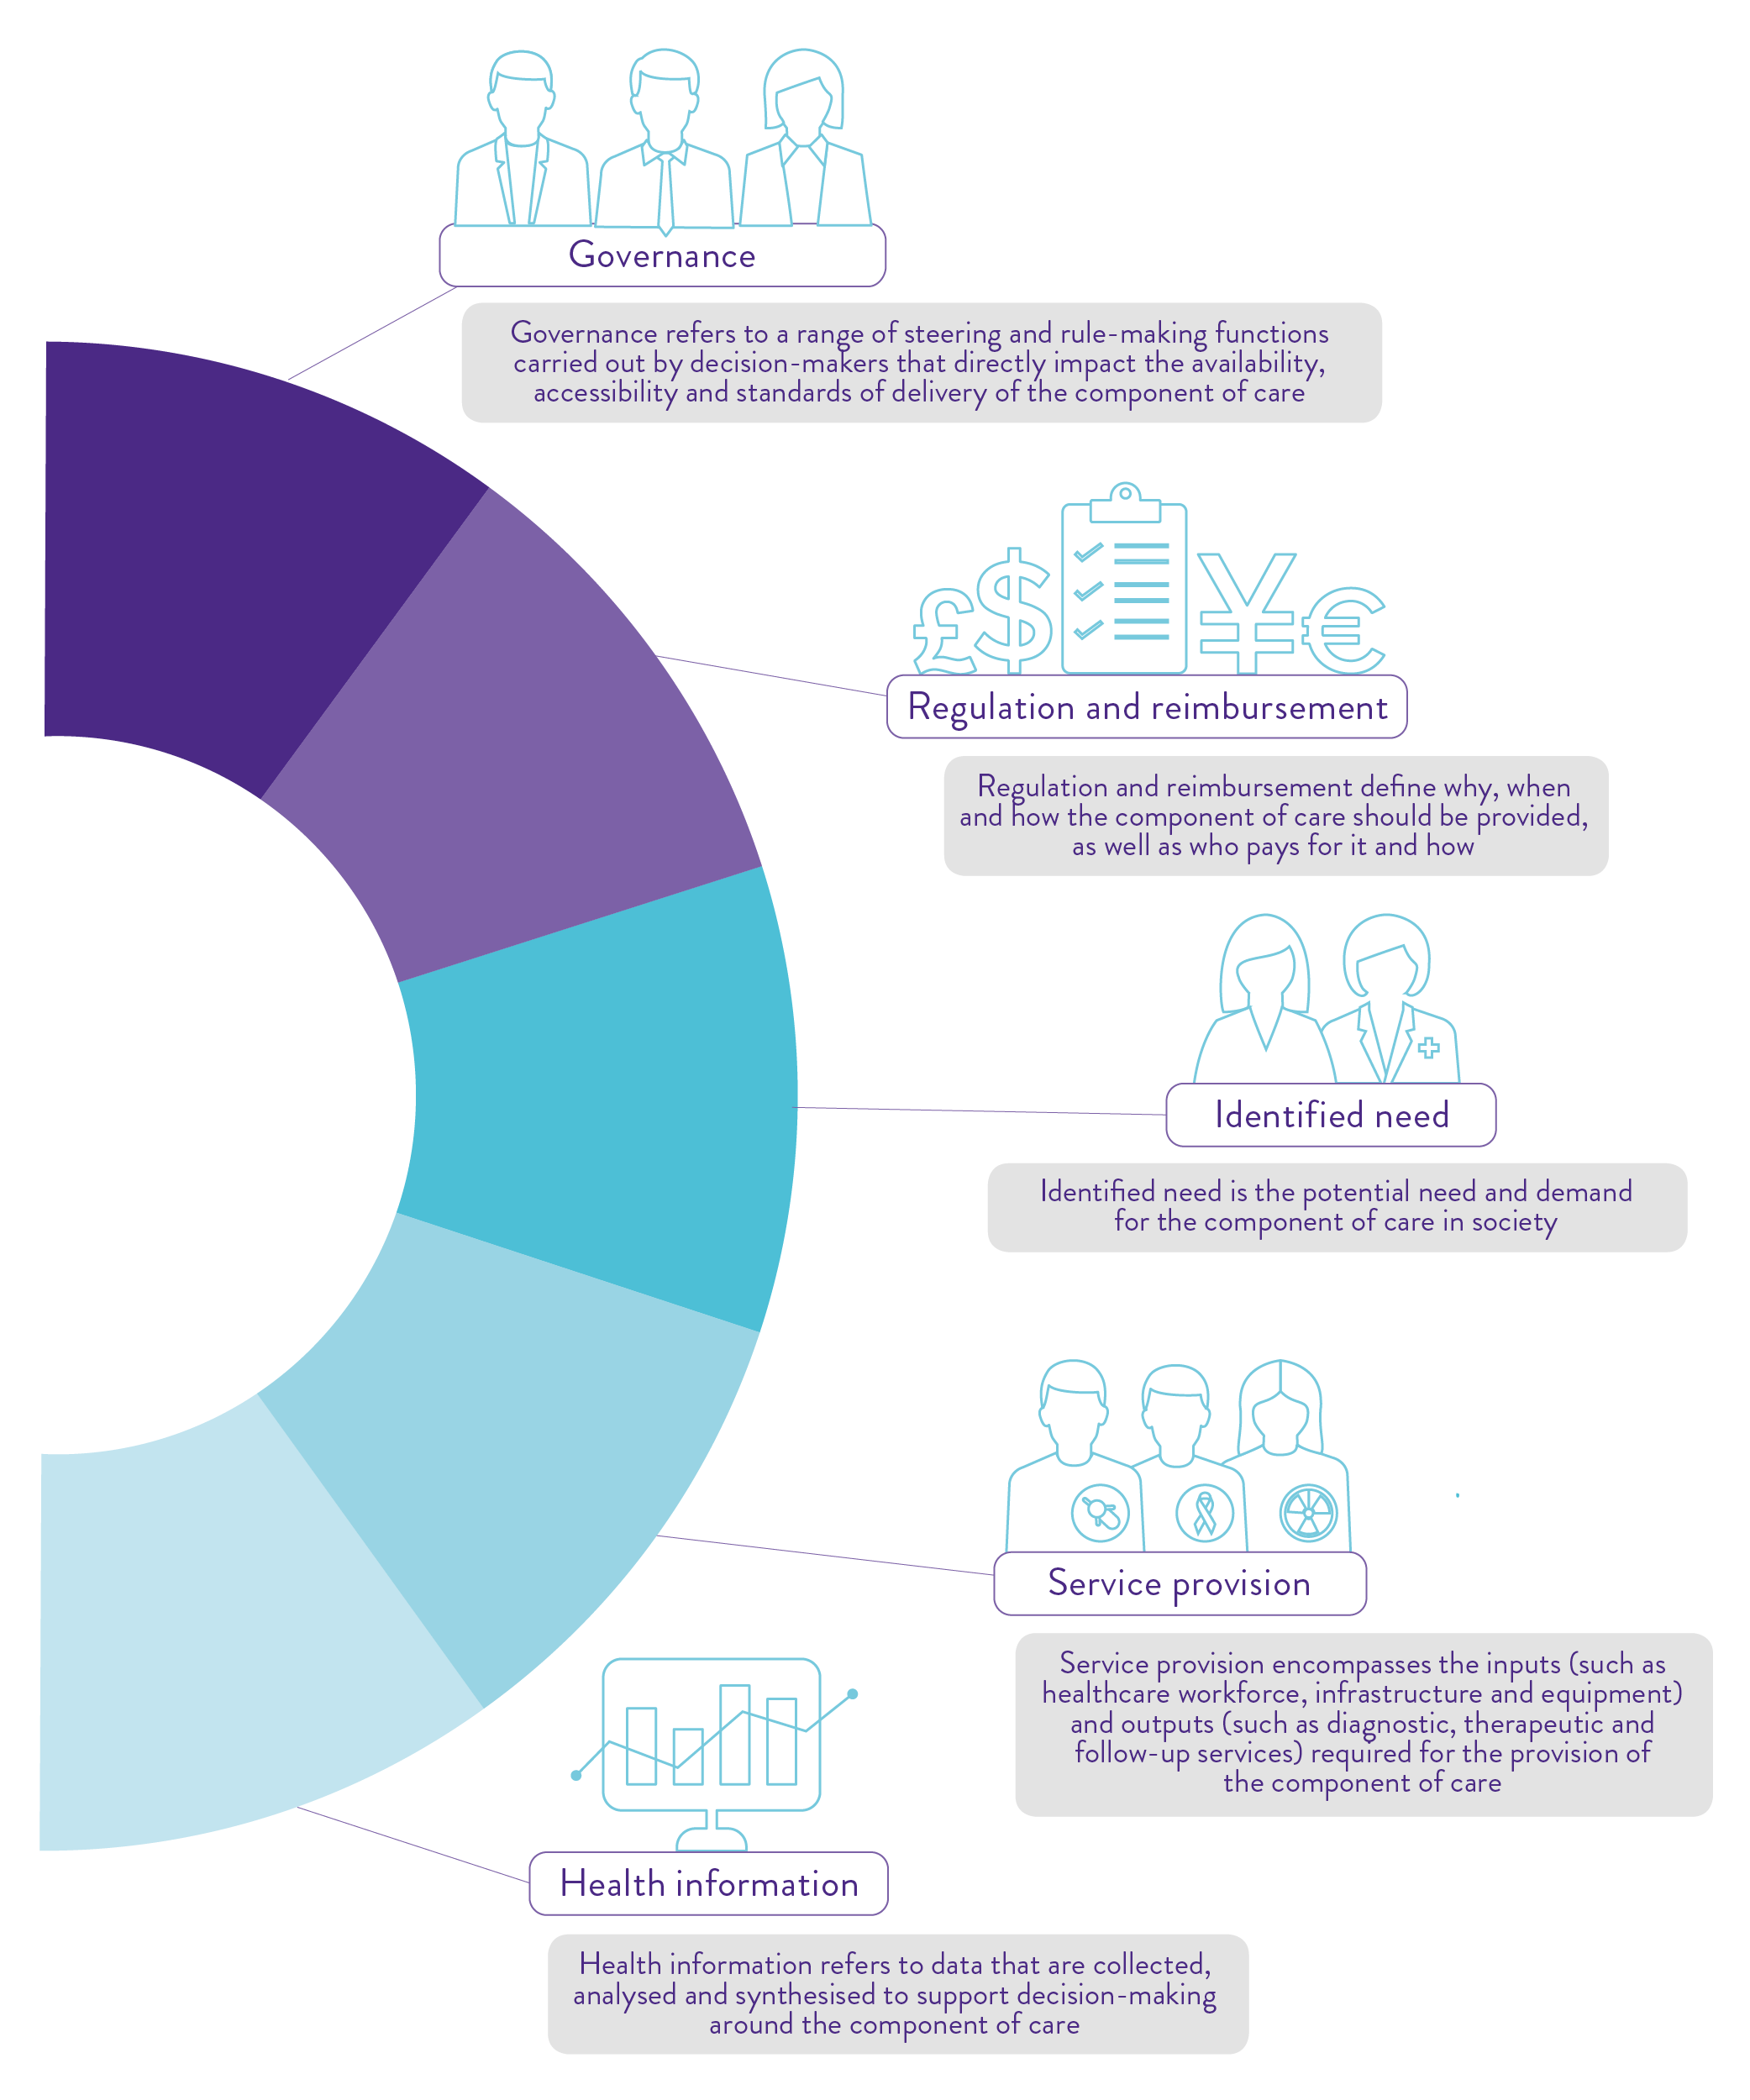 Governance
Governance refers to a range of steering and rule-making functions
carried out by decision-makers that directly impact the availability,
accessibility and standards of delivery of the component of care
Regulation and reimbursement
Regulation and reimbursement define why, when
and how the component of care should be provided,
as well as who pays for it and how
Identified need
Identified need is the potential need and demand
for the component of care in society
Service provision
Service provision encompasses the inputs (such as
healthcare workforce, infrastructure and equipment)
and outputs (such as diagnostic, therapeutic and
follow-up services) required for the provision of
the component of care
Health information
Health information refers to data that are collected,
analysed and synthesised to support decision-making
around the component of care